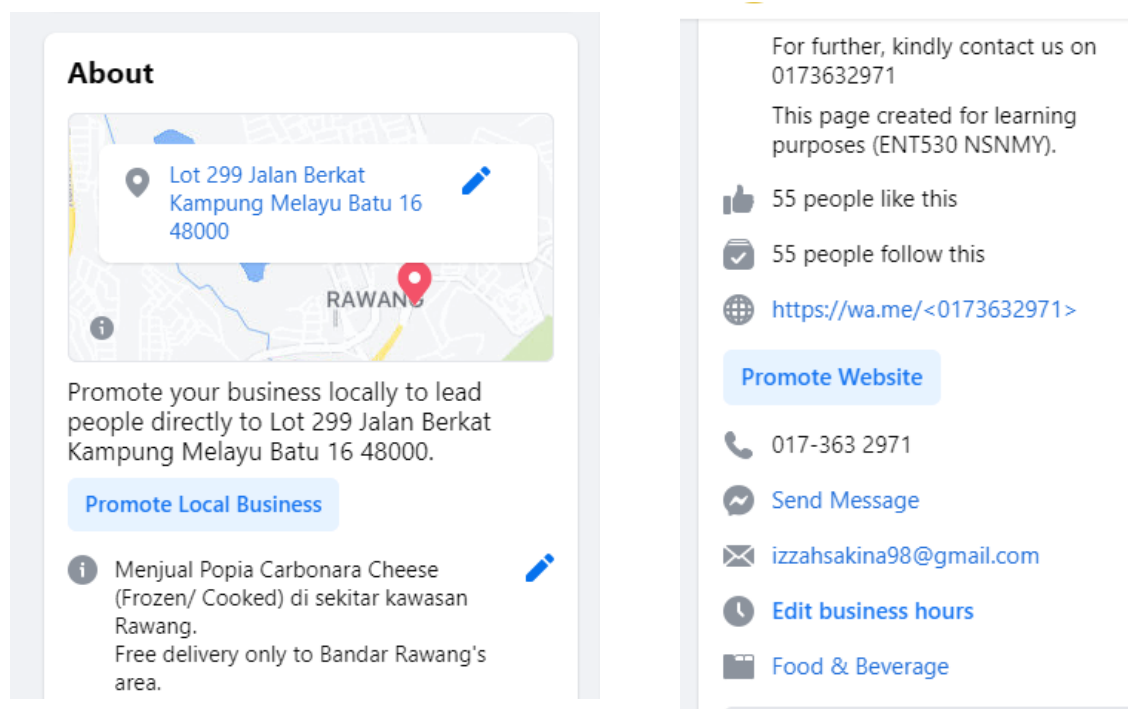 About
Lot 299 Jalan Berkat
Kampung Melayu Batu 16
48000
RAWANG
Promote your business locally to lead
people directly to Lot 299 Jalan Berkat
Kampung Melayu Batu 16 48000.
Promote Local Business
Menjual Popia Carbonara Cheese
(Frozen/ Cooked) di sekitar kawasan
Rawang.
Free delivery only to Bandar Rawang's
area.
For further, kindly contact us on
0173632971
This page created for learning
purposes (ENT530 NSNMY).
55 people like this
55 people follow this
https://wa.me/<0173632971>
Promote Website
017-363 2971
Send Message
izzahsakina98@gmail.com
Edit business hours
Food & Beverage